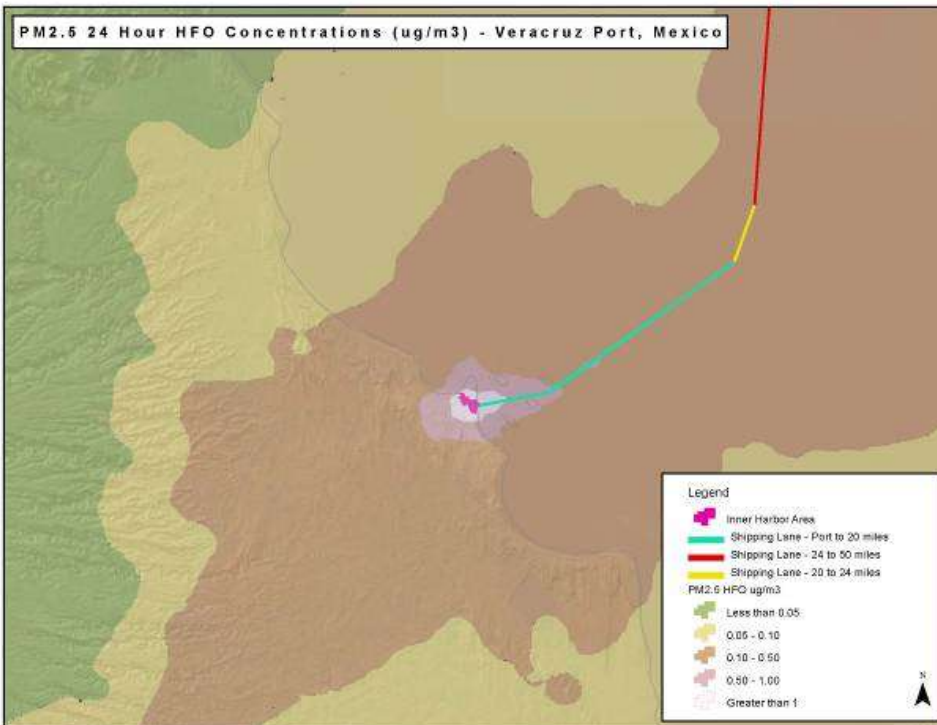 PM2.5 24 Hour HFO Concentrations (ug/m3) - Veracruz Port, Mexico
Legend
Inner Harbor Area
Shipping Lane - Port to 20 miles
Shipping Lane - 24 to 50 miles
Shipping Lane - 20 to 24 miles
PM2.5 HFO ug/m3
Less than 0.05
0.05 - 0.10
0.10 - 0.50
0.50 - 1.00
Greater than 1
N